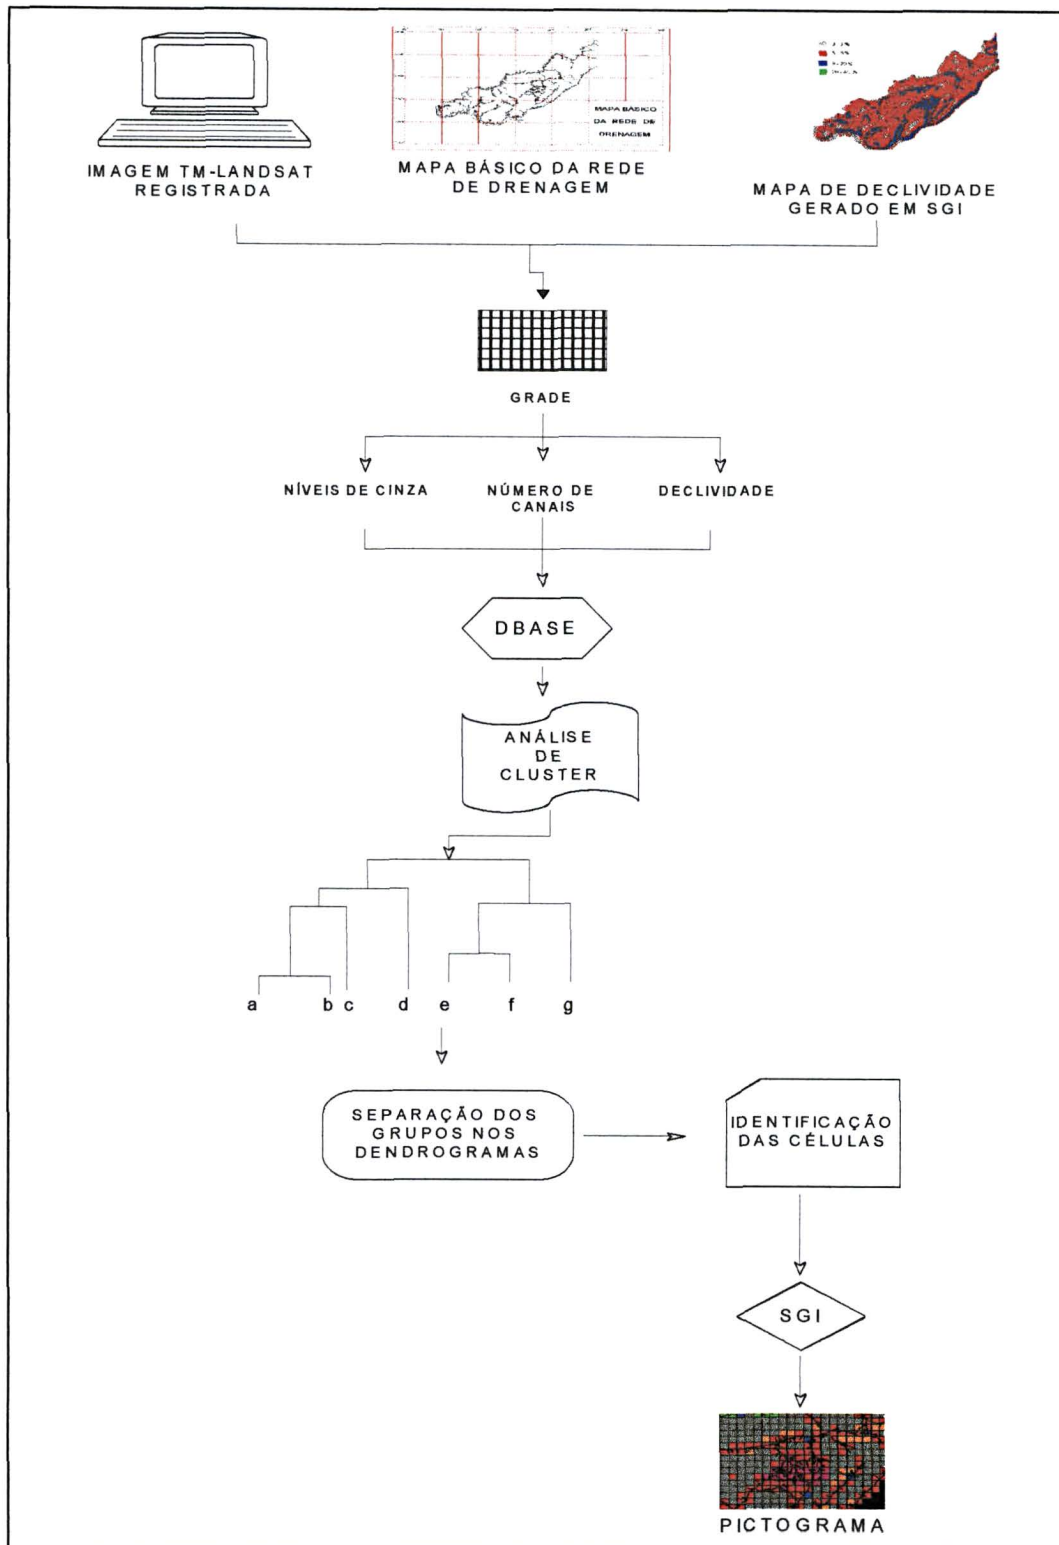 IMAGEM TM-LANDSAT
REGISTRADA
MAPA BÁSICO
DA REDE DE
DRENAGEM
MAPA BÁSICO DA REDE
DE DRENAGEM
MAPA DE DECLIVIDADE
GERADO EM SGI
GRADE
NÍVEIS DE CINZA
NÚMERO DE
CANAIS
DECLIVIDADE
DBASE
ANÁLISE
DE
CLUSTER
a b c d e f g
SEPARAÇÃO DOS
GRUPOS NOS
DENDROGRAMAS
IDENTIFICAÇÃO
DAS CÉLULAS
SGI
PICTOGRAMA